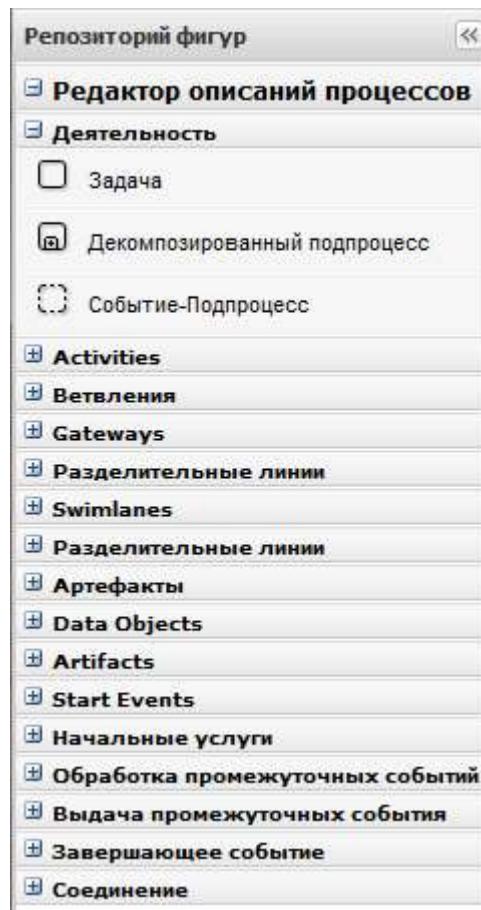 Репозиторий фигур
Редактор описаний процессов
Деятельность
Задача
Декомпозированный подпроцесс
Событие-Подпроцесс
Activities
Ветвления
Gateways
Разделительные линии
Swimlanes
Разделительные линии
Артефакты
Data Objects
Artifacts
Start Events
Начальные услуги
Обработка промежуточных событий
Выдача промежуточных события
Завершающее событие
Соединение